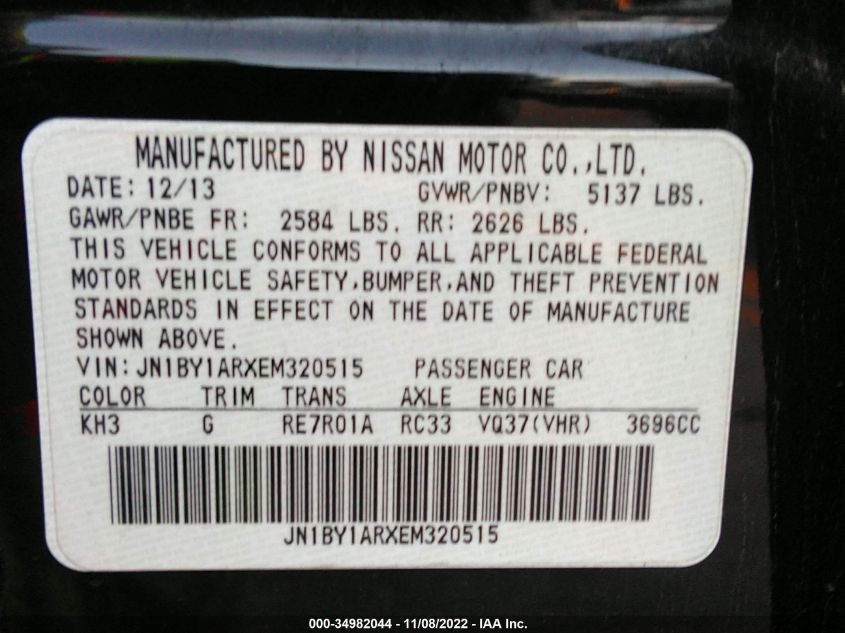 MANUFACTURED BY NISSAN MOTOR CO.,LTD.
DATE: 12/13 GVWR/PNBV: 5137 LBS.
GAWR/PNBE FR: 2584 LBS. RR: 2626 LBS.
THIS VEHICLE CONFORMS TO ALL APPLICABLE FEDERAL
MOTOR VEHICLE SAFETY,BUMPER,AND THEFT PREVENTION
STANDARDS IN EFFECT ON THE DATE OF MANUFACTURE
SHOWN ABOVE.
VIN:JN1BY1ARXEM320515 PASSENGER CAR
COLOR TRIM TRANS AXLE ENGINE
KH3 G RE7R01A RC33 VQ37(VHR) 3696CC
JN1BY1ARXEM320515
000-34982044 - 11/08/2022 - IAA Inc.